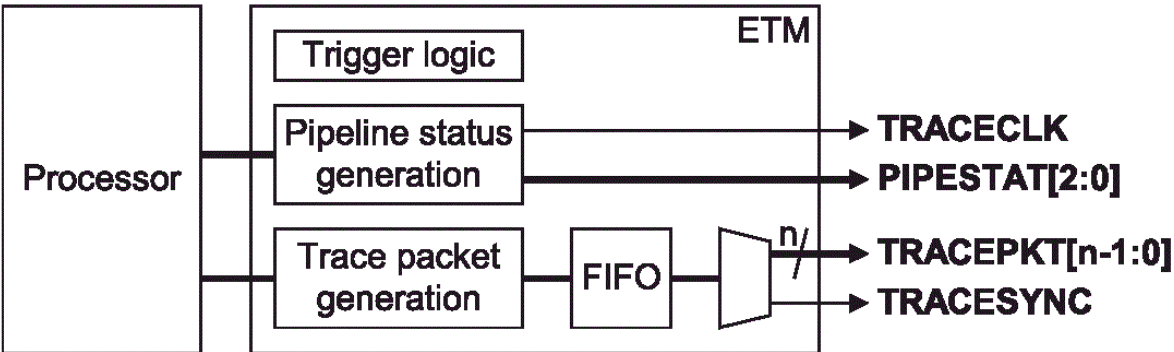 ETM
Trigger logic
Pipeline status
generation
Processor
TRACECLK
PIPESTAT[2:0]
Trace packet
generation
FIFO
n
TRACEPKT[n-1:0]
TRACESYNC